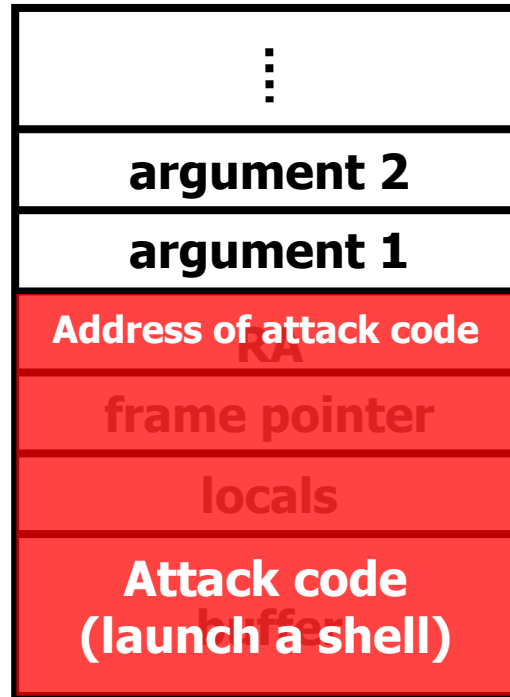 ⋮
argument 2
argument 1
Address of attack code
RA
frame pointer
locals
Attack code
(launch a shell)
buffer